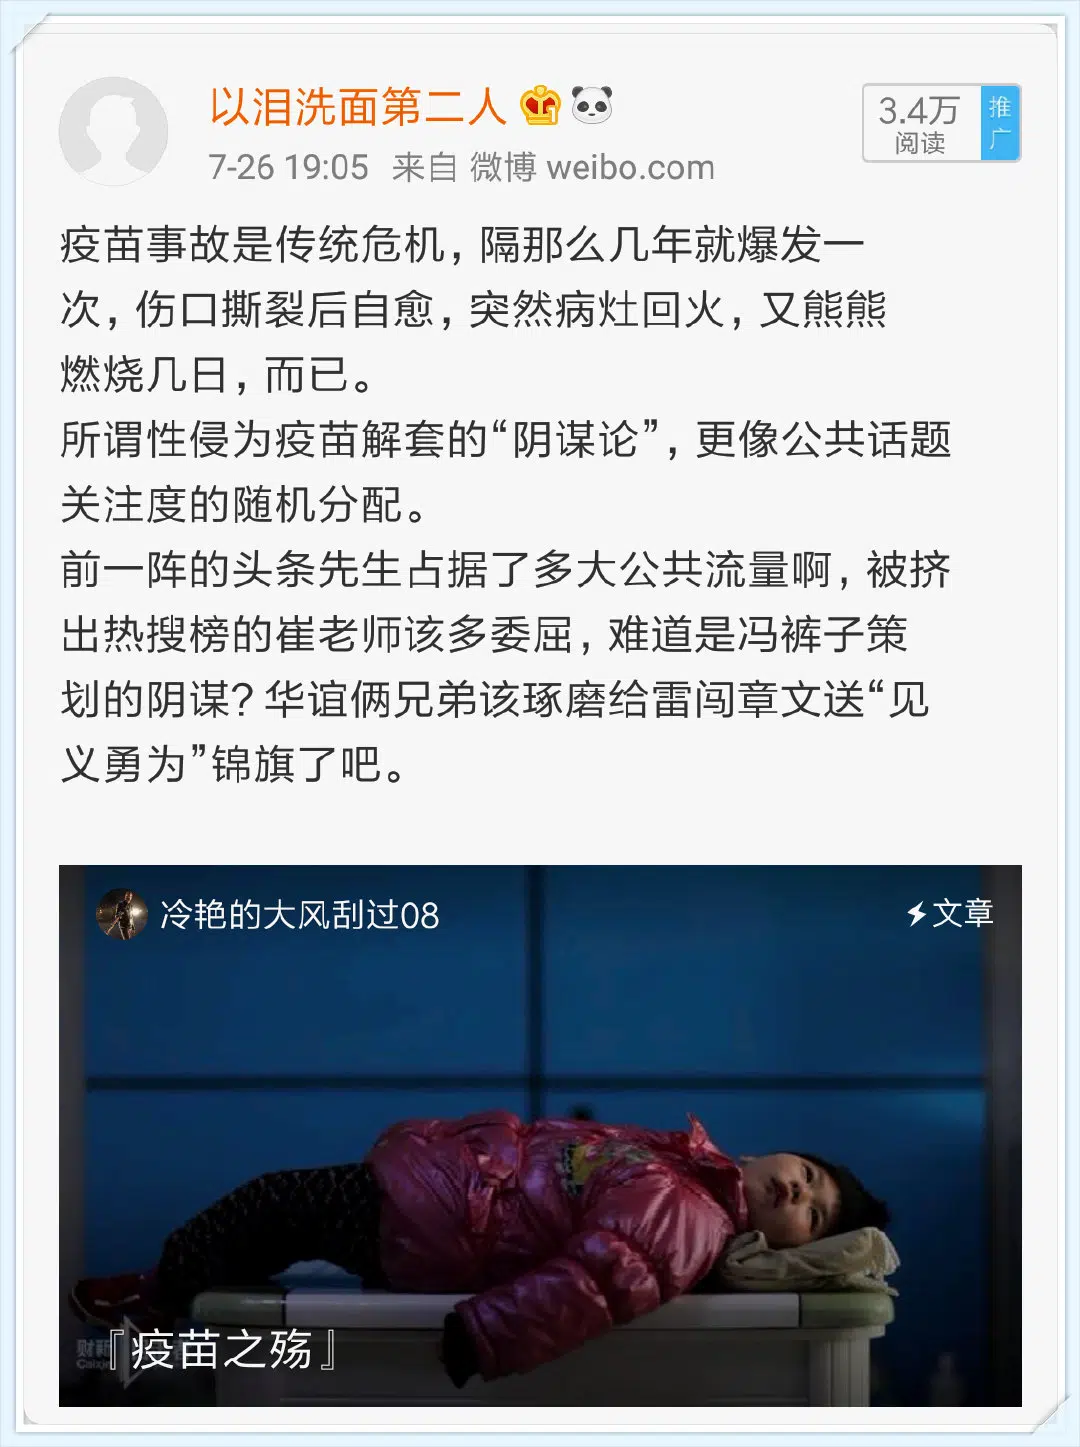 以泪洗面第二人
3.4万
阅读
推广
7-26 19:05 来自 微博 weibo.com
疫苗事故是传统危机，隔那么几年就爆发一
次，伤口撕裂后自愈，突然病灶回火，又熊熊
燃烧几日，而已。
所谓性侵为疫苗解套的“阴谋论”，更像公共话题
关注度的随机分配。
前一阵的头条先生占据了多大公共流量啊，被挤
出热搜榜的崔老师该多委屈，难道是冯裤子策
划的阴谋？华谊俩兄弟该琢磨给雷闯章文送“见
义勇为”锦旗了吧。
冷艳的大风刮过08
文章
财新
Caixin
『疫苗之殇』